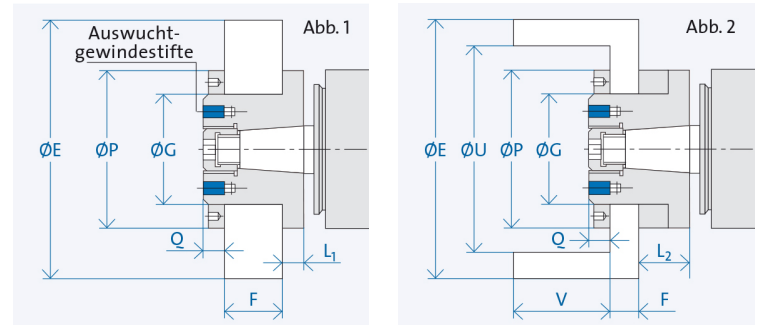 Abb. 1
Auswucht-
gewindestifte
ØE
ØP
ØG
Q
L₁
F
Abb. 2
ØE
ØU
ØP
ØG
Q
L₂
V
F